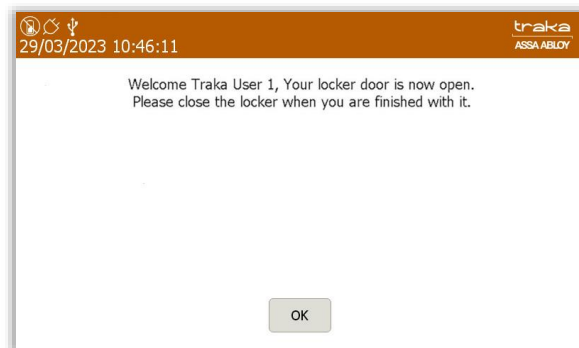 29/03/2023 10:46:11
traka
ASSA ABLOY
Welcome Traka User 1, Your locker door is now open.
Please close the locker when you are finished with it.
OK